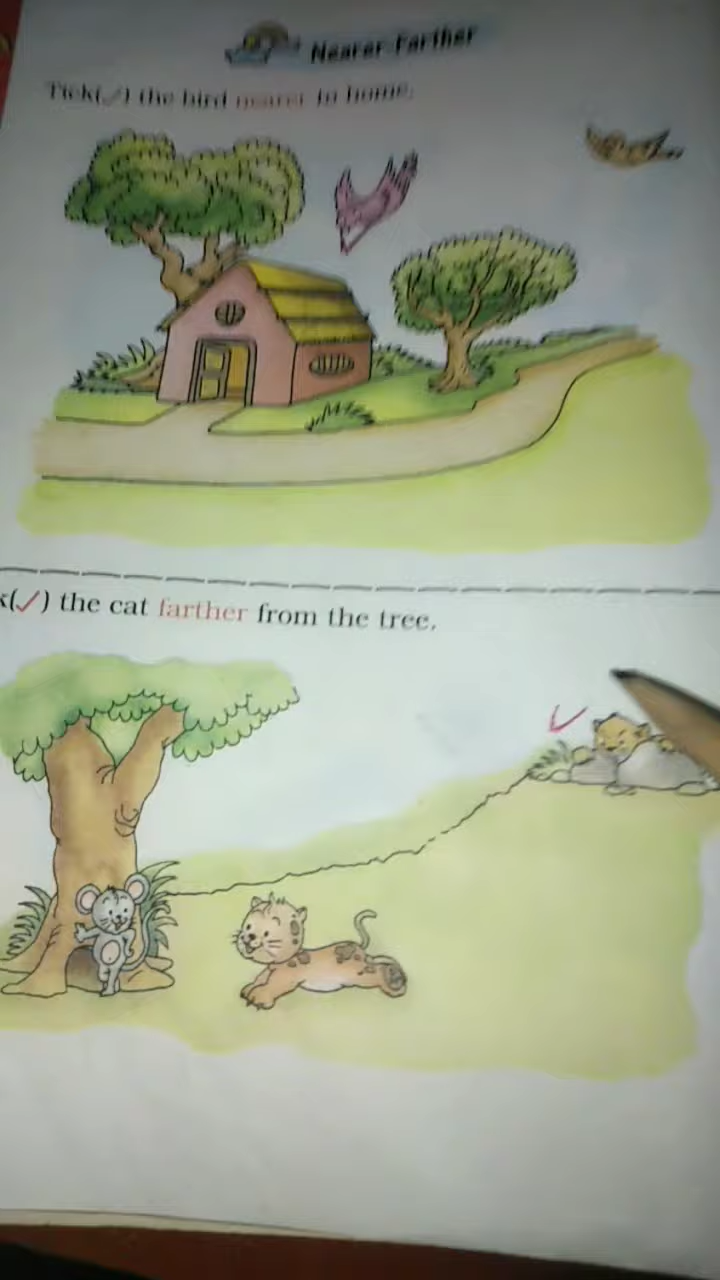 Nearer-Farther
Tick(✓) the bird nearer to home.
k(✓) the cat farther from the tree.